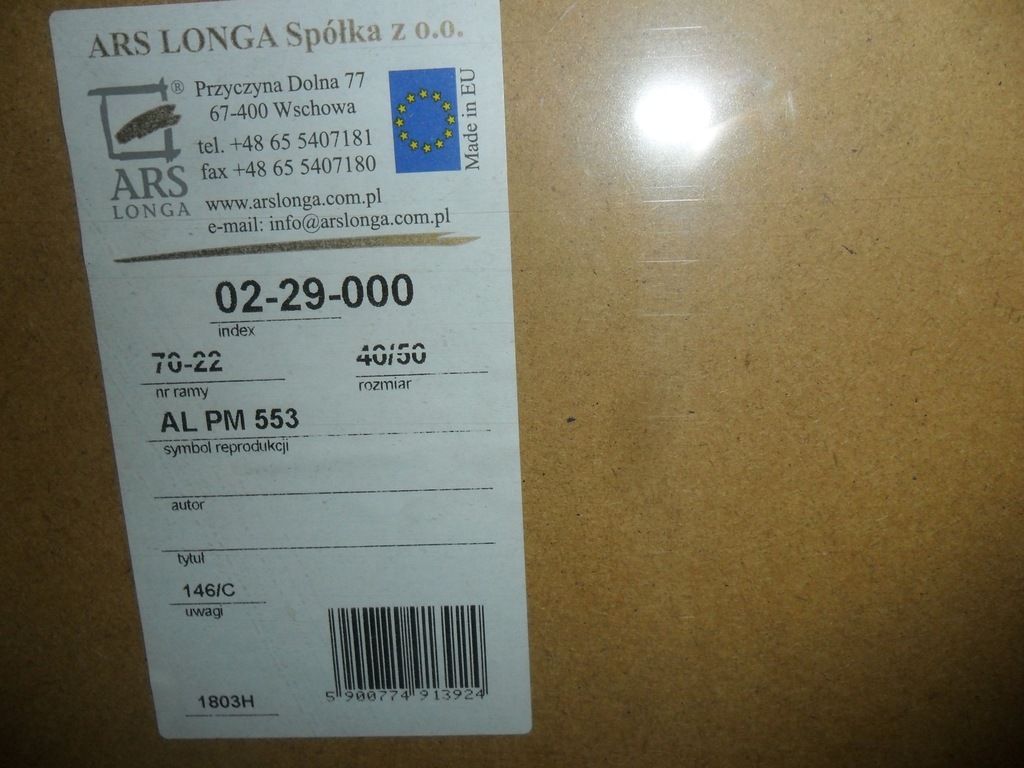 ARS LONGA Spółka z o.o.
®
ARS
LONGA
Przyczyna Dolna 77
67-400 Wschowa
tel. +48 65 5407181
fax +48 65 5407180
www.arslonga.com.pl
e-mail: info@arslonga.com.pl
Made in EU
02-29-000
index
70-22
nr ramy
40/50
rozmiar
AL PM 553
symbol reprodukcji
autor
tytuł
146/C
uwagi
1803H
5 900774 913924